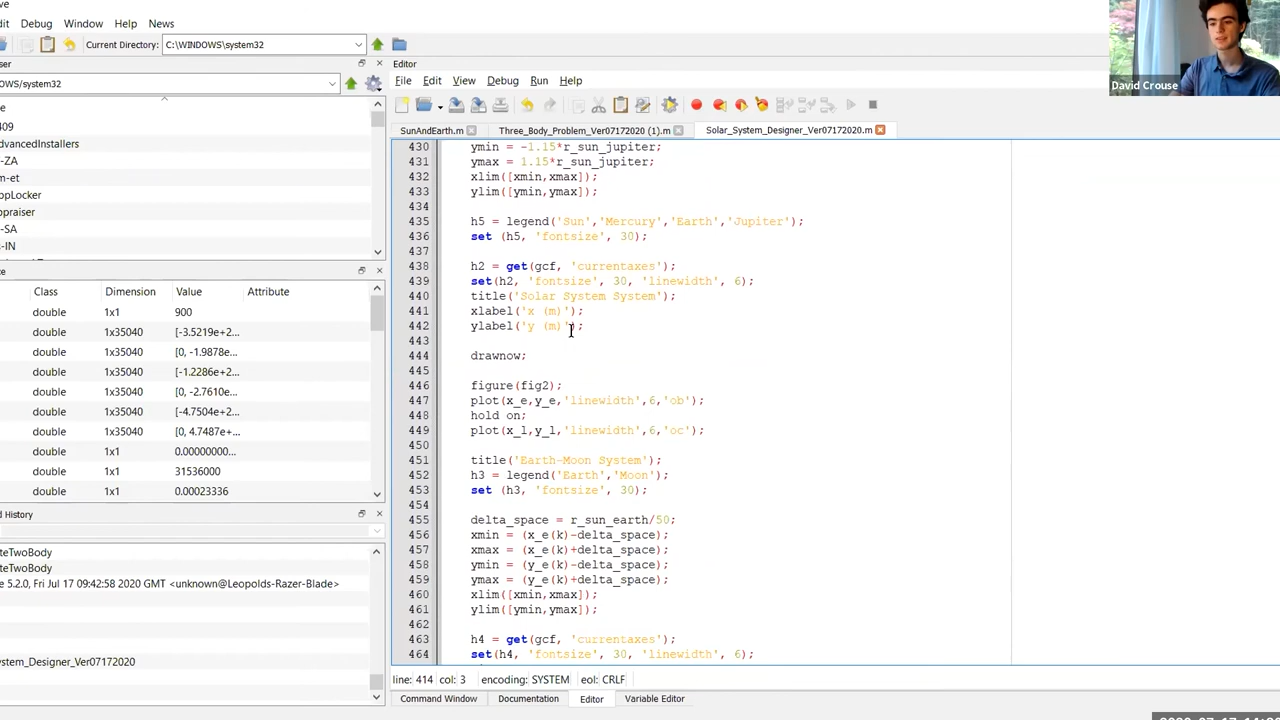 ve
dit Debug Window Help News
Current Directory: C:\WINDOWS\system32
ser
OWS/system32
e
409
dvancedInstallers
-ZA
m-et
ppLocker
ppraiser
-SA
s-IN
ce
Class Dimension Value Attribute
double 1x1 900
double 1x35040 [-3.5219e+2...
double 1x35040 [0, -1.9878e...
double 1x35040 [-1.2286e+2...
double 1x35040 [0, -2.7610e...
double 1x35040 [-4.7504e+2...
double 1x35040 [0, 4.7487e+...
double 1x1 0.00000000...
double 1x1 31536000
double 1x1 0.00023336
d History
teTwoBody
teTwoBody
e 5.2.0, Fri Jul 17 09:42:58 2020 GMT <unknown@Leopolds-Razer-Blade>
ystem_Designer_Ver07172020
Editor
File Edit View Debug Run Help
SunAndEarth.m Three_Body_Problem_Ver07172020 (1).m Solar_System_Designer_Ver07172020.m
430 ymin = -1.15*r_sun_jupiter;
431 ymax = 1.15*r_sun_jupiter;
432 xlim([xmin,xmax]);
433 ylim([ymin,ymax]);
434
435 h5 = legend('Sun','Mercury','Earth','Jupiter');
436 set (h5, 'fontsize', 30);
437
438 h2 = get(gcf, 'currentaxes');
439 set(h2, 'fontsize', 30, 'linewidth', 6);
440 title('Solar System System');
441 xlabel('x (m)');
442 ylabel('y (m)');
443
444 drawnow;
445
446 figure(fig2);
447 plot(x_e,y_e,'linewidth',6,'ob');
448 hold on;
449 plot(x_l,y_l,'linewidth',6,'oc');
450
451 title('Earth-Moon System');
452 h3 = legend('Earth','Moon');
453 set (h3, 'fontsize', 30);
454
455 delta_space = r_sun_earth/50;
456 xmin = (x_e(k)-delta_space);
457 xmax = (x_e(k)+delta_space);
458 ymin = (y_e(k)-delta_space);
459 ymax = (y_e(k)+delta_space);
460 xlim([xmin,xmax]);
461 ylim([ymin,ymax]);
462
463 h4 = get(gcf, 'currentaxes');
464 set(h4, 'fontsize', 30, 'linewidth', 6);
line: 414 col: 3 encoding: SYSTEM eol: CRLF
Command Window Documentation Editor Variable Editor
David Crouse